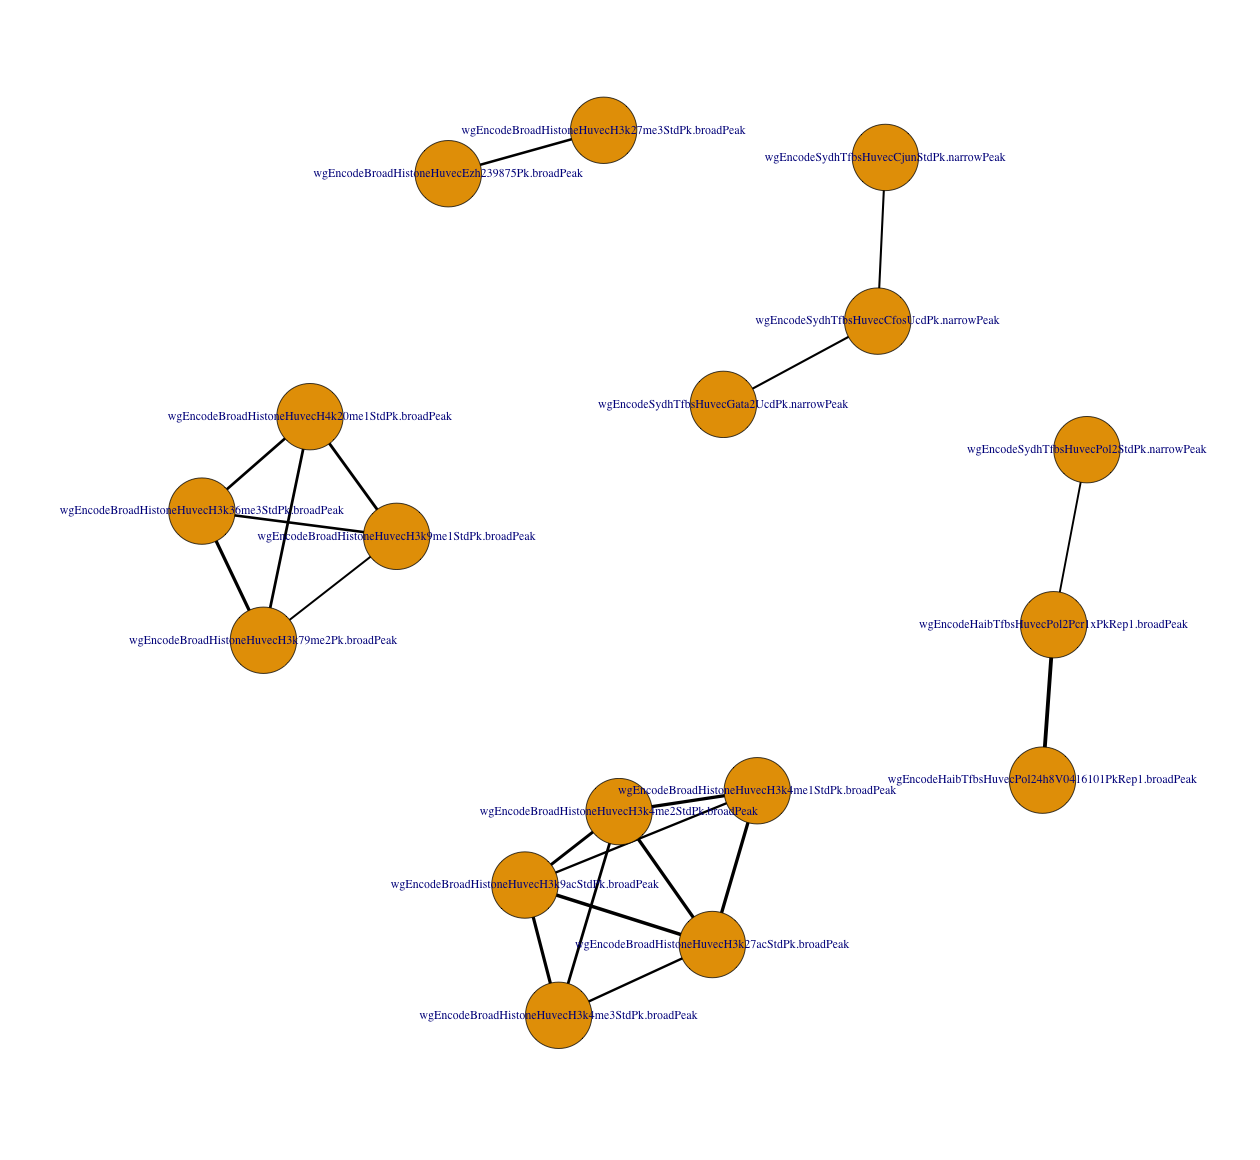 wgEncodeBroadHistoneHuvecH3k27me3StdPk.broadPeak
wgEncodeBroadHistoneHuvecEzh239875Pk.broadPeak
wgEncodeSydhTfbsHuvecCjunStdPk.narrowPeak
wgEncodeSydhTfbsHuvecCfosUcdPk.narrowPeak
wgEncodeSydhTfbsHuvecGata2UcdPk.narrowPeak
wgEncodeBroadHistoneHuvecH4k20me1StdPk.broadPeak
wgEncodeSydhTfbsHuvecPol2StdPk.narrowPeak
wgEncodeBroadHistoneHuvecH3k36me3StdPk.broadPeak
wgEncodeBroadHistoneHuvecH3k9me1StdPk.broadPeak
wgEncodeHaibTfbsHuvecPol2Pcr1xPkRep1.broadPeak
wgEncodeBroadHistoneHuvecH3k79me2Pk.broadPeak
wgEncodeHaibTfbsHuvecPol24h8V0416101PkRep1.broadPeak
wgEncodeBroadHistoneHuvecH3k4me1StdPk.broadPeak
wgEncodeBroadHistoneHuvecH3k4me2StdPk.broadPeak
wgEncodeBroadHistoneHuvecH3k9acStdPk.broadPeak
wgEncodeBroadHistoneHuvecH3k27acStdPk.broadPeak
wgEncodeBroadHistoneHuvecH3k4me3StdPk.broadPeak